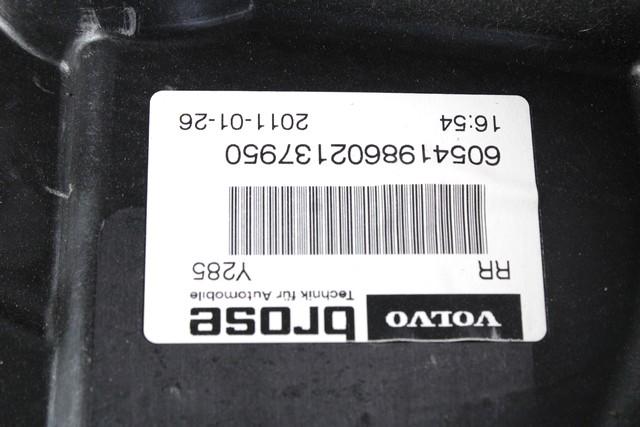 VOLVO brose
Technik für Automobile
RR Y285
6054198602137950
16:54 2011-01-26